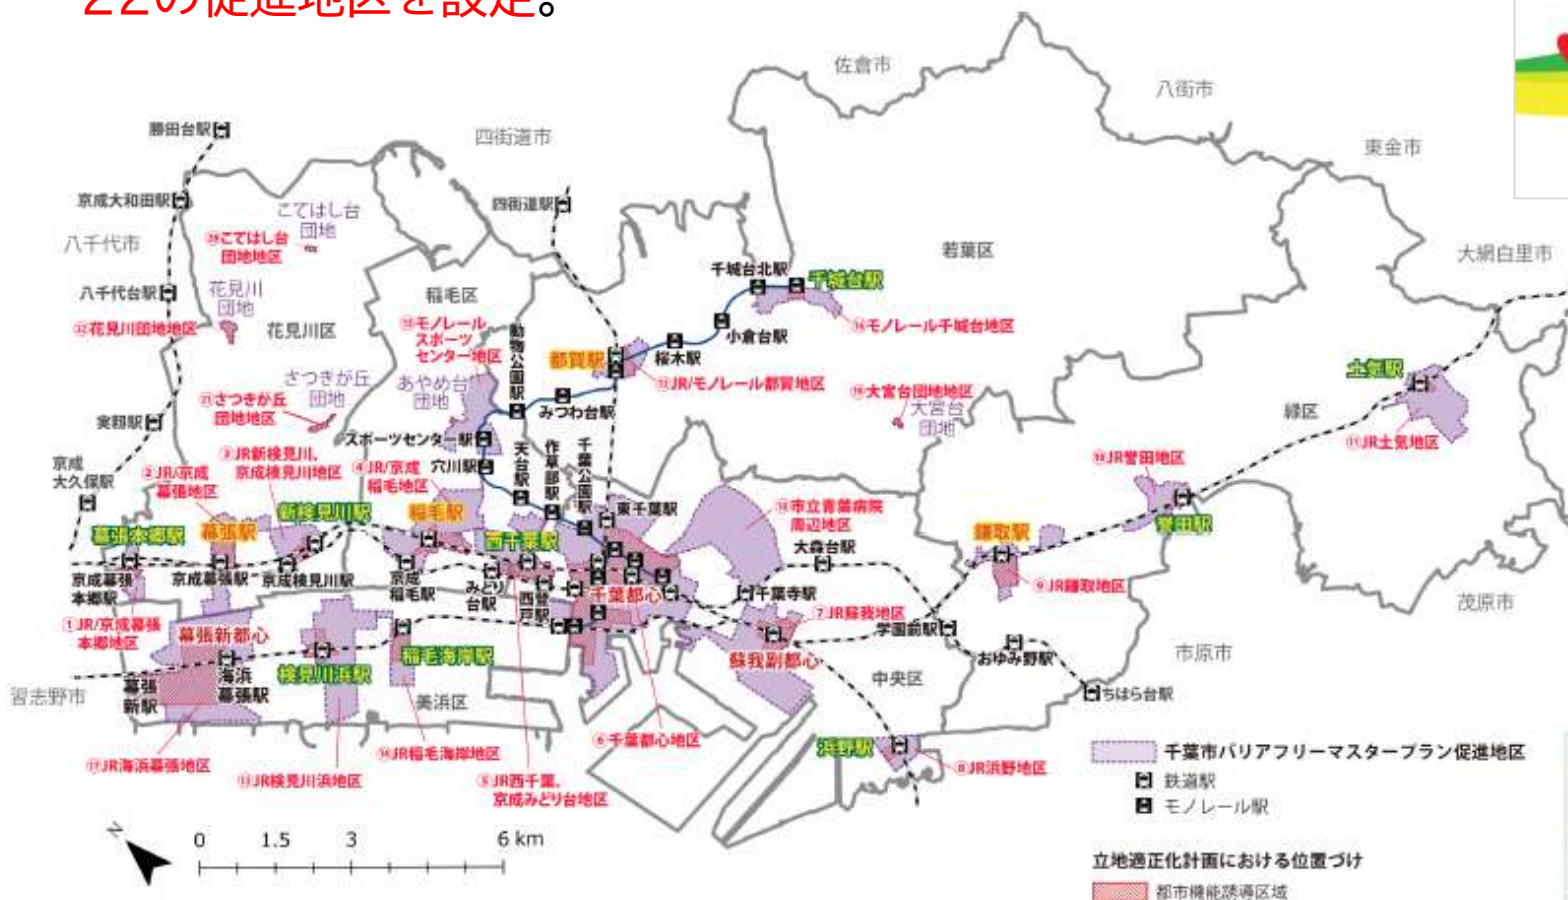 22の促進地区を設定。
佐倉市
八街市
四街道市
東金市
勝田台駅
京成大和田駅
四街道駅
こてはし台
団地
八千代市
こてはし台
団地地区
若葉区
大網白里市
千城台北駅
千城台駅
八千代台駅
花見川
団地
稲毛区
㉒花見川団地地区
花見川区
⑮モノレール
スポーツ
センター地区
動物公園駅
小倉台駅
モノレール千城台地区
都賀駅
桜木駅
⑫JR/モノレール都賀地区
土気駅
さつきが丘
団地
あやめ台
団地
㉑さつきが丘
団地地区
みつわ台駅
⑲大宮台団地地区
大宮台
団地
緑区
実籾駅
スポーツセンター駅
⑪JR土気地区
京成
大久保駅
②JR/京成
幕張地区
③JR新検見川、
京成検見川地区
④JR/京成
稲毛地区
穴川駅
天台駅
作草部駅
千葉公園駅
⑩JR誉田地区
幕張本郷駅
幕張駅
新検見川駅
稲毛駅
西千葉駅
東千葉駅
⑱市立青葉病院
周辺地区
大森台駅
鎌取駅
誉田駅
京成幕張
本郷駅
京成幕張駅
京成検見川駅
京成
稲毛駅
みどり
台駅
西登
戸駅
千葉都心
千葉寺駅
⑨JR鎌取地区
①JR/京成幕張
本郷地区
幕張新都心
⑦JR蘇我地区
学園前駅
茂原市
幕張
新駅
海浜
幕張駅
検見川浜駅
稲毛海岸駅
蘇我副都心
おゆみ野駅
市原市
習志野市
美浜区
中央区
ちはら台駅
⑰JR海浜幕張地区
⑬JR検見川浜地区
⑭JR稲毛海岸地区
⑤JR西千葉、
京成みどり台地区
⑥千葉都心地区
浜野駅
⑧JR浜野地区
千葉市バリアフリーマスタープラン促進地区
鉄道駅
モノレール駅
N
0 1.5 3 6 km
立地適正化計画における位置づけ
都市機能誘導区域